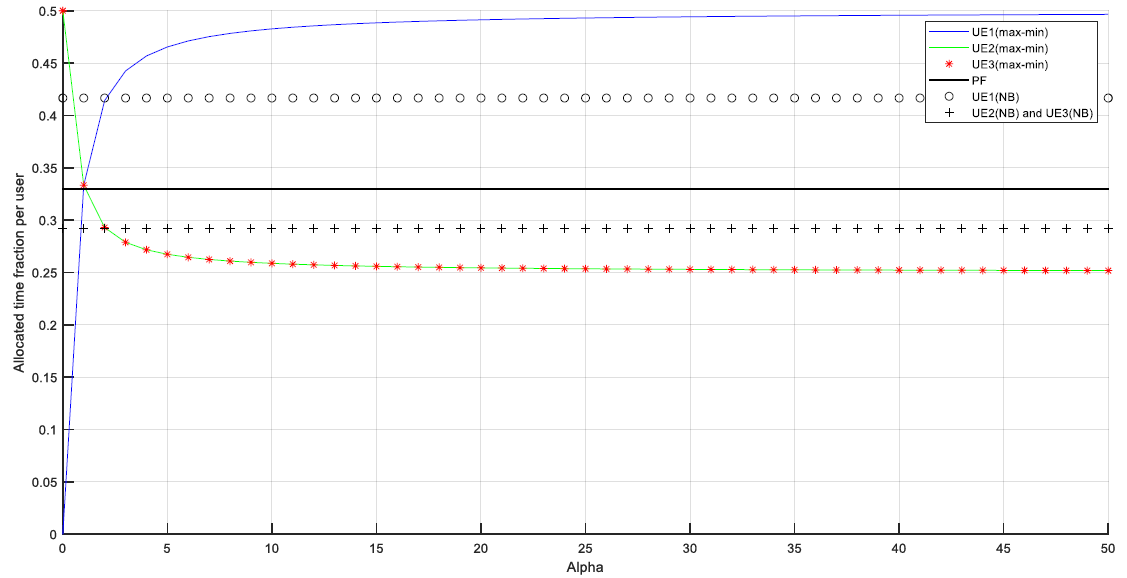 0.5
0.45
0.4
0.35
0.3
0.25
0.2
0.15
0.1
0.05
0
Allocated time fraction per user
0 5 10 15 20 25 30 35 40 45 50
Alpha
UE1(max-min)
UE2(max-min)
UE3(max-min)
PF
UE1(NB)
UE2(NB) and UE3(NB)